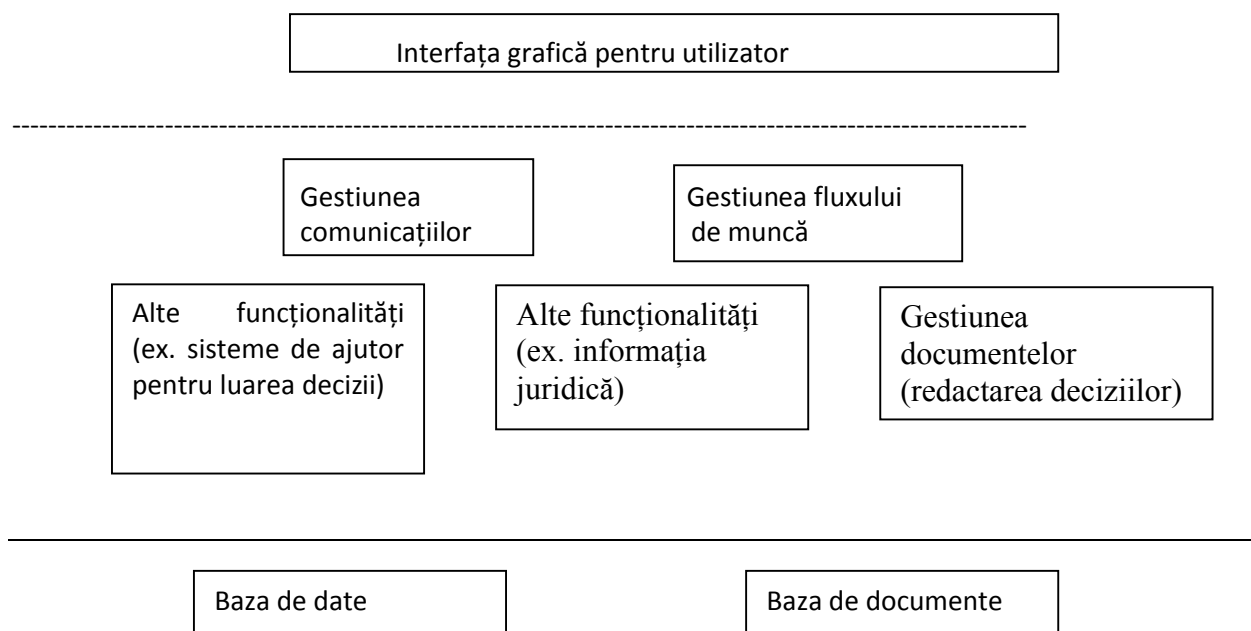 Interfața grafică pentru utilizator
Gestiunea
comunicațiilor
Gestiunea fluxului
de muncă
Alte funcționalități
(ex. sisteme de ajutor
pentru luarea decizii)
Alte funcționalități
(ex. informația
juridică)
Gestiunea
documentelor
(redactarea deciziilor)
Baza de date
Baza de documente